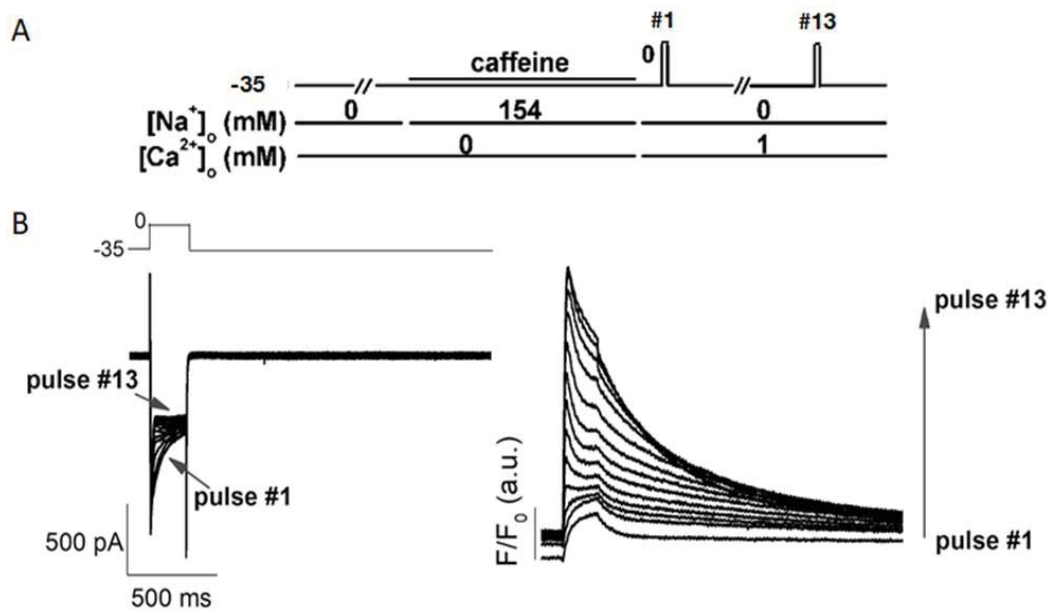 A
#1
#13
caffeine
0
-35
[Na+]o (mM) 0 154 0
[Ca2+]o (mM) 0 1
B
0
-35
pulse #13
pulse #1
500 pA
500 ms
F/F0 (a.u.)
pulse #13
pulse #1